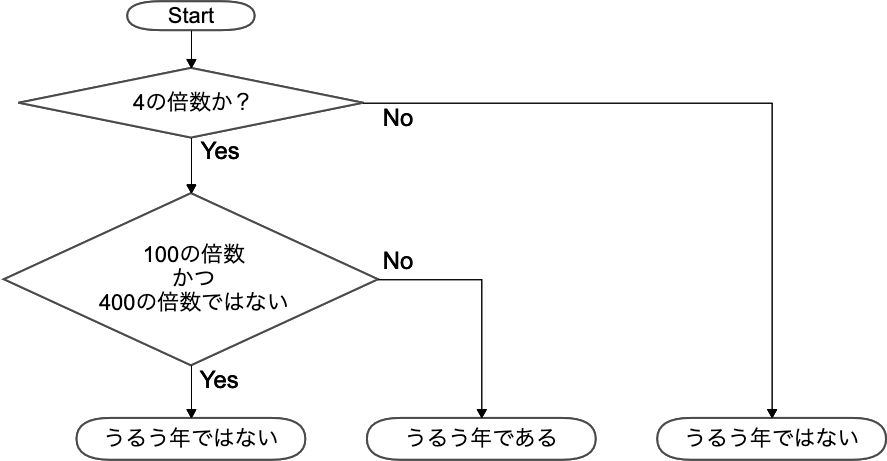 Start
4の倍数か？
No
Yes
100の倍数
かつ
400の倍数ではない
No
Yes
うるう年ではない
うるう年である
うるう年ではない